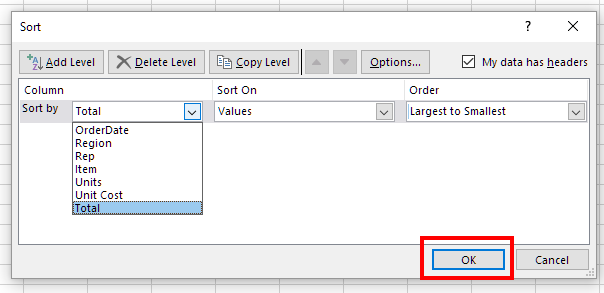 Sort
Add Level Delete Level Copy Level Options... My data has headers
Column Sort On Order
Sort by Total Values Largest to Smallest
OrderDate
Region
Rep
Item
Units
Unit Cost
Total
OK Cancel